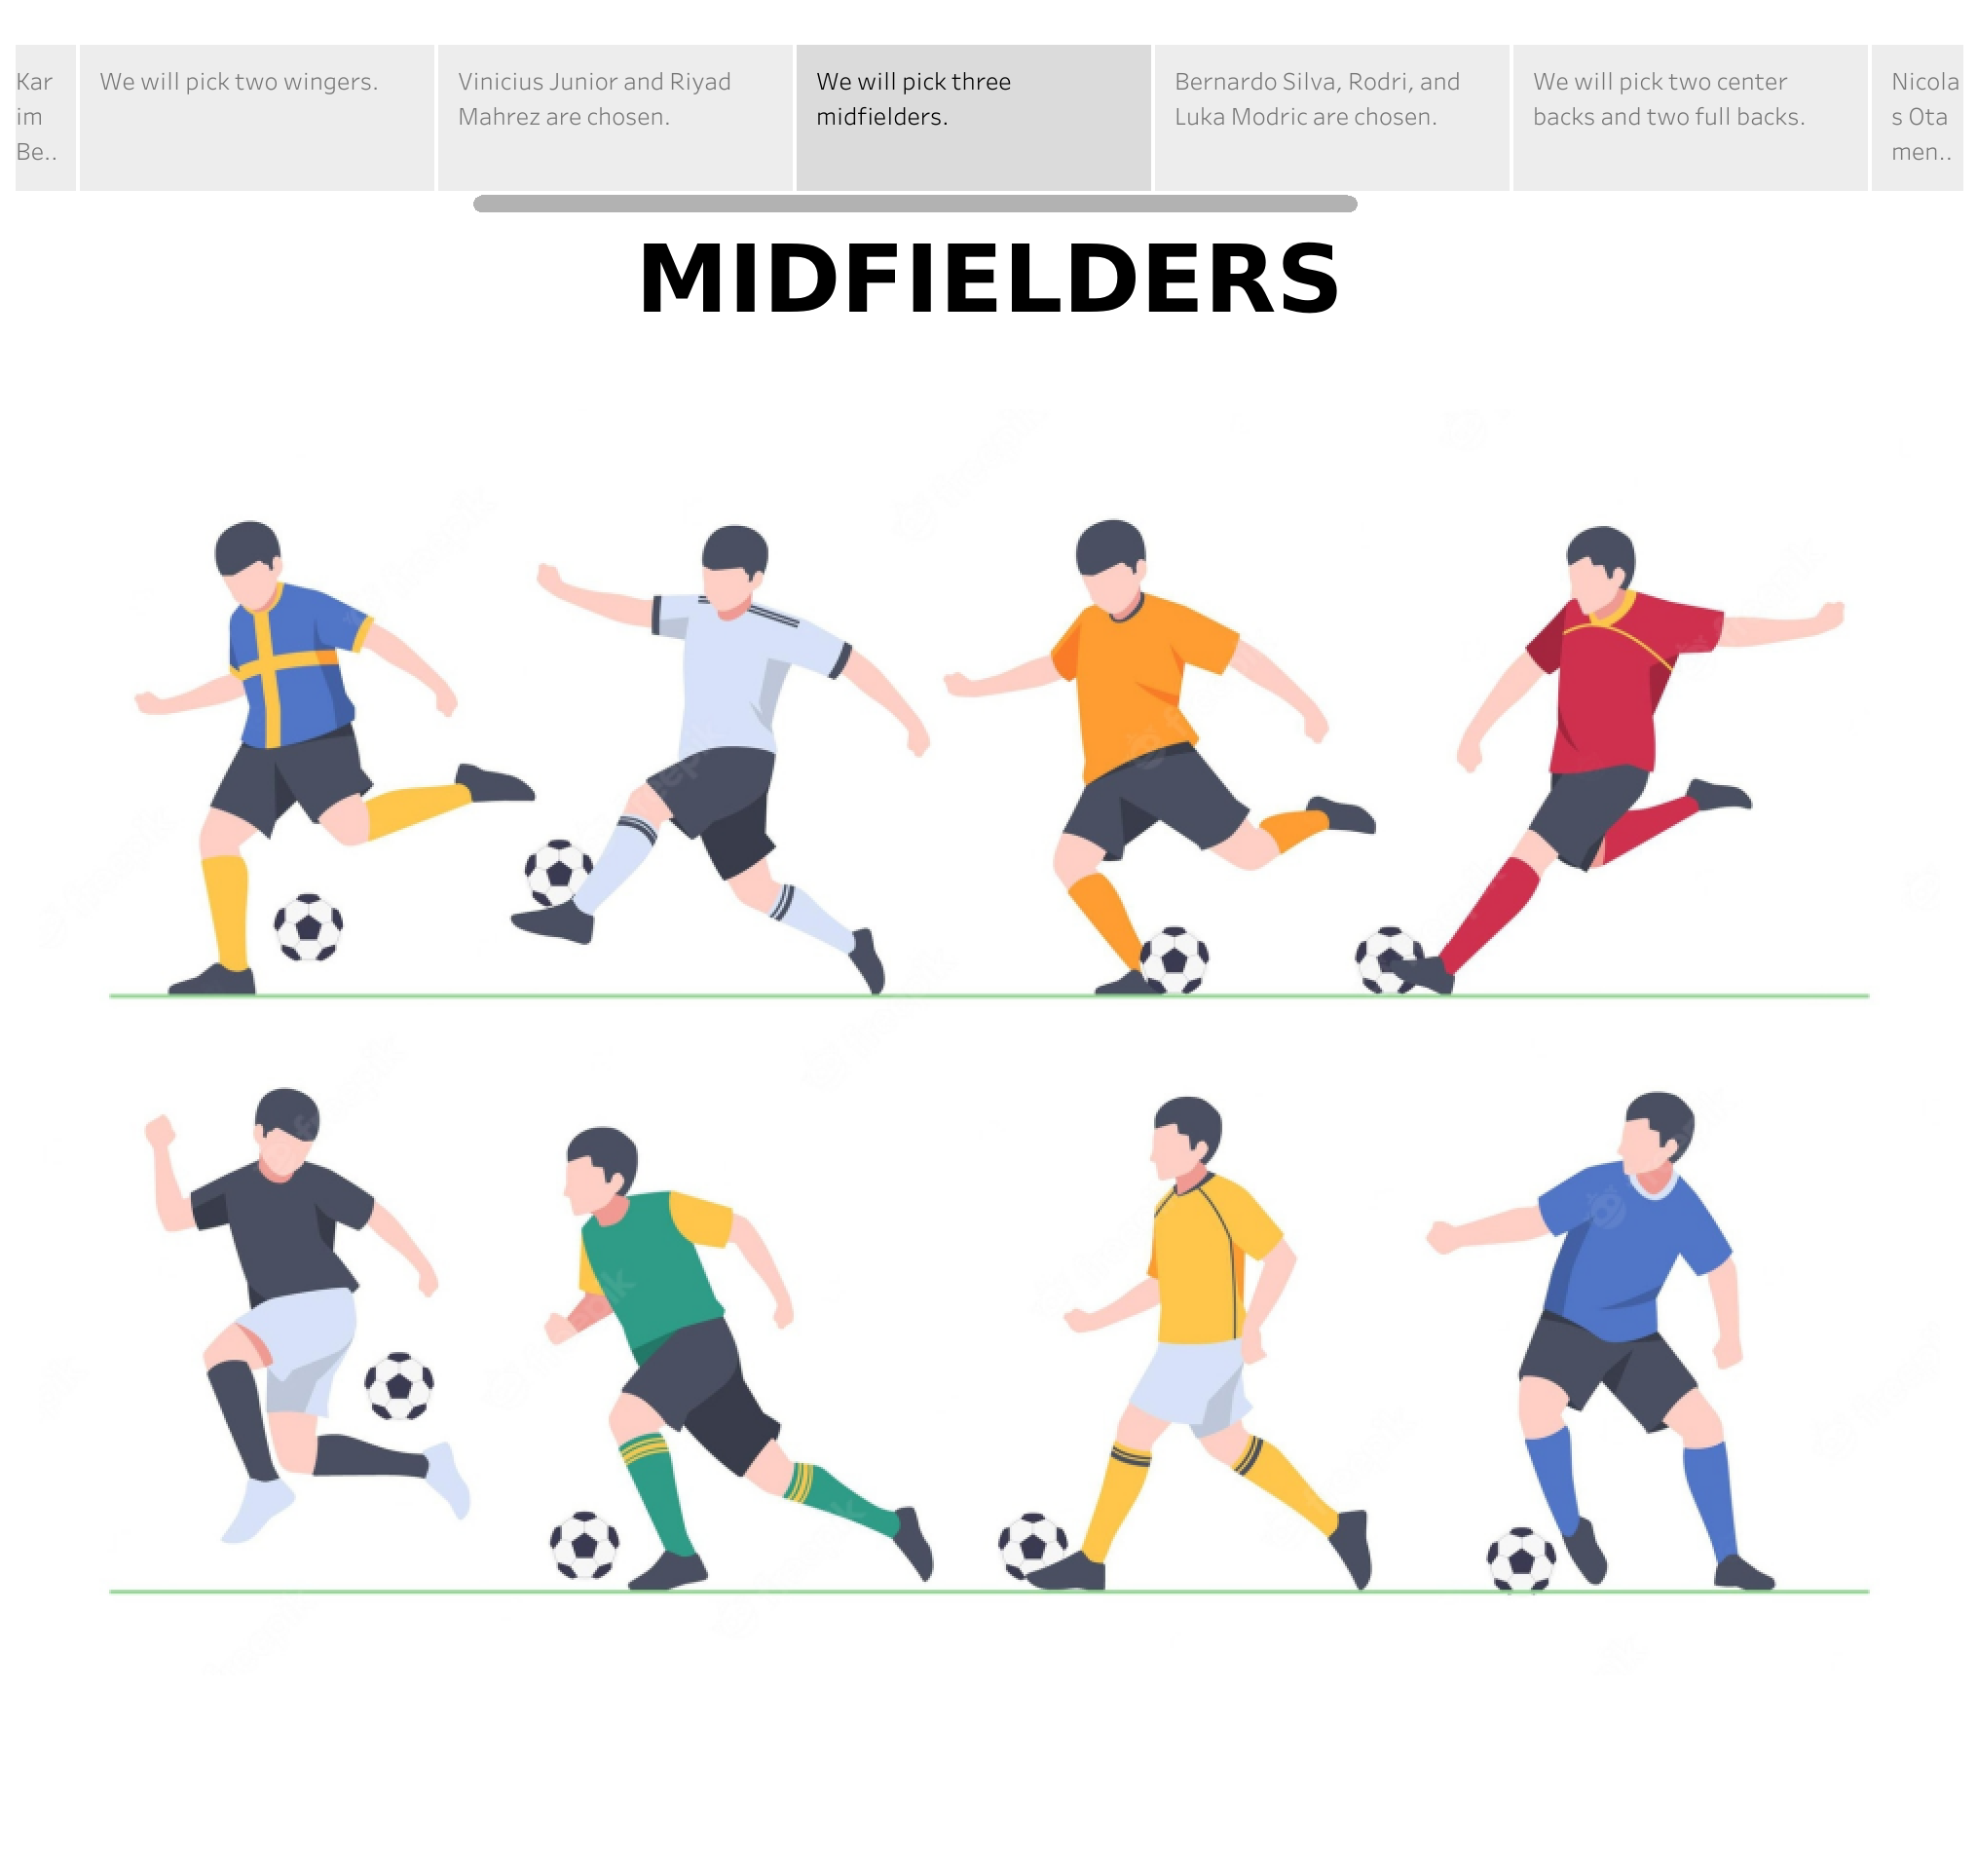 Kar
im
Be..
We will pick two wingers.
Vinicius Junior and Riyad
Mahrez are chosen.
We will pick three
midfielders.
Bernardo Silva, Rodri, and
Luka Modric are chosen.
We will pick two center
backs and two full backs.
Nicola
s Ota
men..
MIDFIELDERS